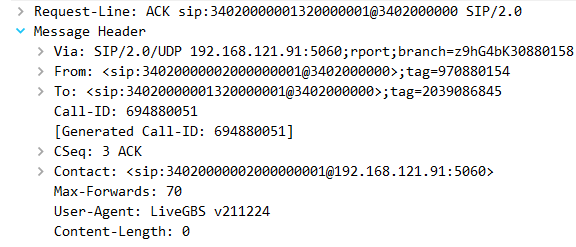 Request-Line: ACK sip:34020000001320000001@3402000000 SIP/2.0
Message Header
Via: SIP/2.0/UDP 192.168.121.91:5060;rport;branch=z9hG4bK30880158
From: <sip:34020000002000000001@3402000000>;tag=970880154
To: <sip:34020000001320000001@3402000000>;tag=2039086845
Call-ID: 694880051
[Generated Call-ID: 694880051]
CSeq: 3 ACK
Contact: <sip:34020000002000000001@192.168.121.91:5060>
Max-Forwards: 70
User-Agent: LiveGBS v211224
Content-Length: 0